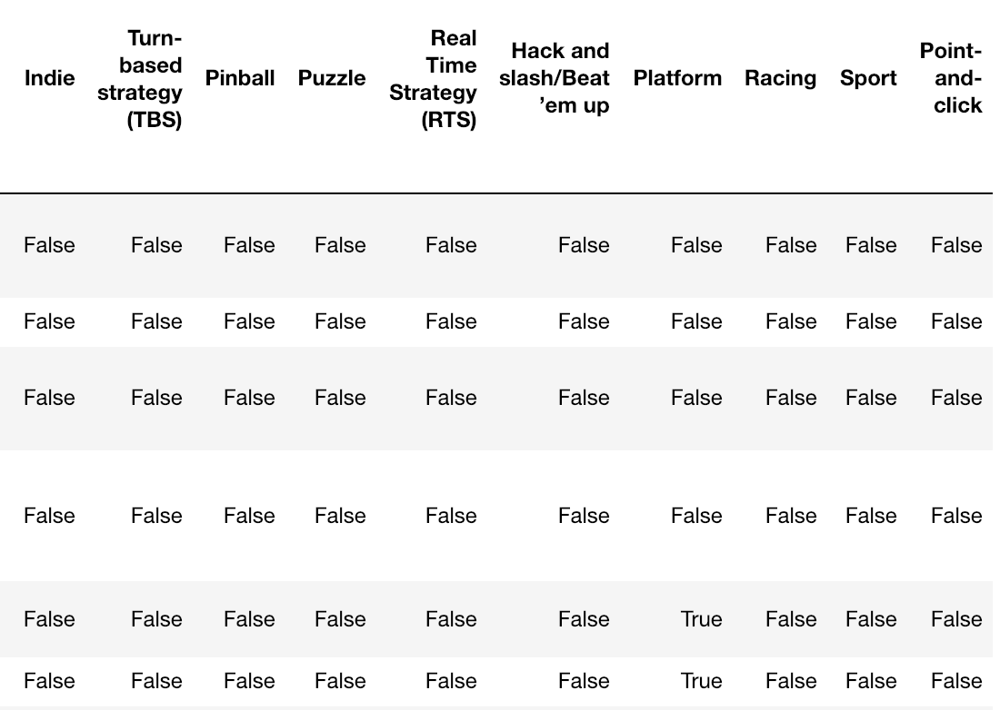 Indie Turn-based strategy (TBS) Pinball Puzzle Real Time Strategy (RTS) Hack and slash/Beat ’em up Platform Racing Sport Point-and-click
False False False False False False False False False False
False False False False False False False False False False
False False False False False False False False False False
False False False False False False False False False False
False False False False False False True False False False
False False False False False False True False False False